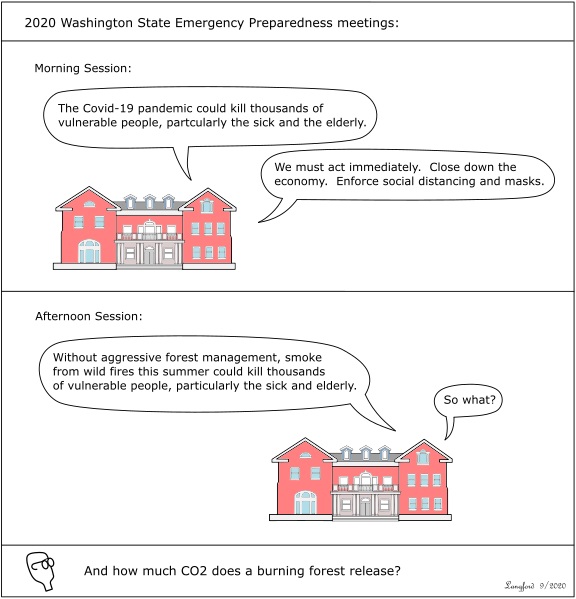 2020 Washington State Emergency Preparedness meetings:
Morning Session:
The Covid-19 pandemic could kill thousands of
vulnerable people, partcularly the sick and the elderly.
We must act immediately.  Close down the
economy.  Enforce social distancing and masks.
Afternoon Session:
Without aggressive forest management, smoke
from wild fires this summer could kill thousands
of vulnerable people, particularly the sick and elderly.
So what?
And how much CO2 does a burning forest release?
Langford 9/2020